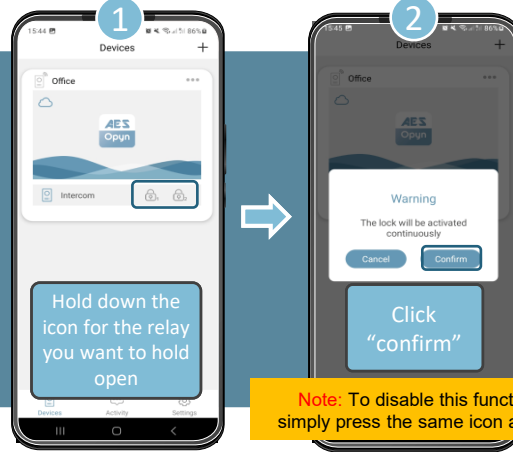 1
15:44
86%
Devices
+
Office
AES
Opyn
Intercom
Hold down the
icon for the relay
you want to hold
open
Devices
Activity
Settings
2
15:45
86%
Devices
+
Office
AES
Opyn
Warning
The lock will be activated
continuously
Cancel
Confirm
Click
“confirm”
Note: To disable this funct
simply press the same icon a